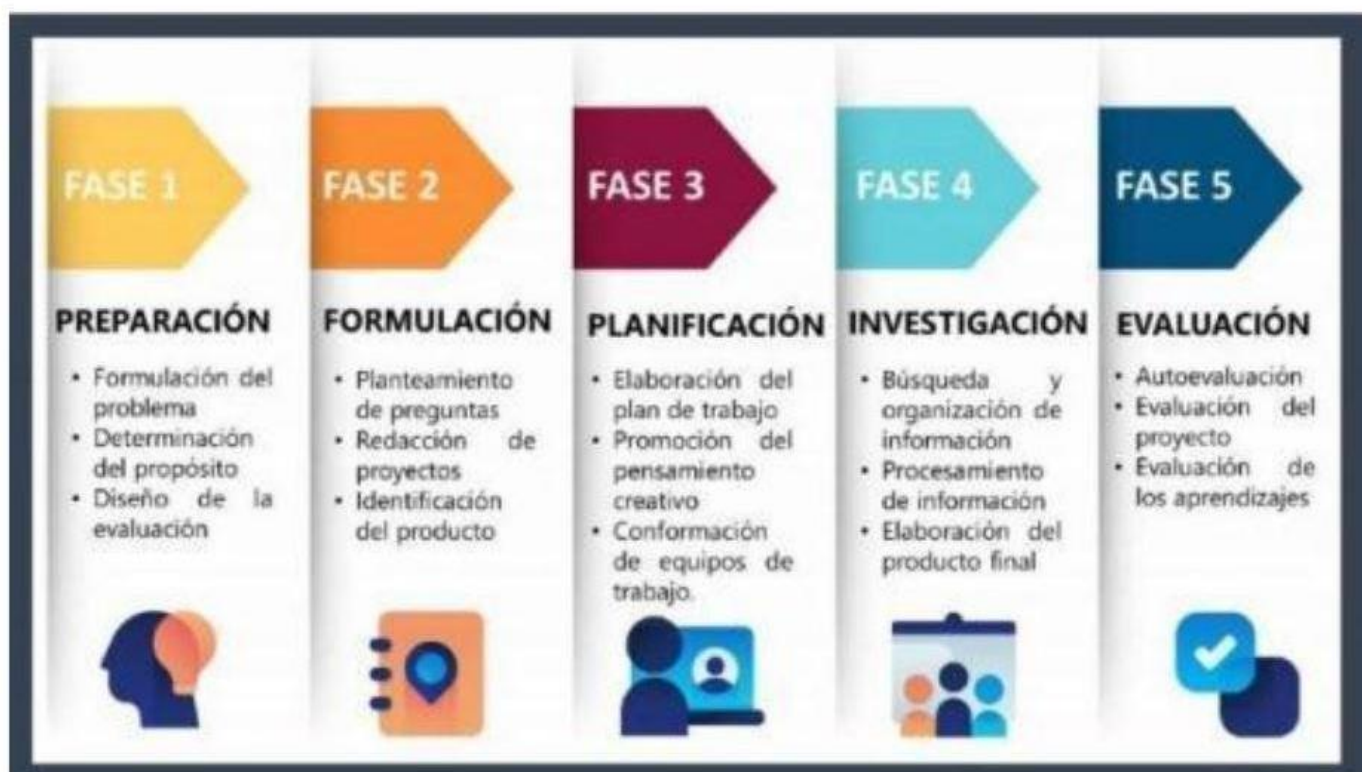 FASE 1
PREPARACIÓN
• Formulación del
problema
• Determinación
del propósito
• Diseño de la
evaluación
FASE 2
FORMULACIÓN
• Planteamiento
de preguntas
• Redacción de
proyectos
• Identificación
del producto
FASE 3
PLANIFICACIÓN
• Elaboración del
plan de trabajo
• Promoción del
pensamiento
creativo
• Conformación
de equipos de
trabajo.
FASE 4
INVESTIGACIÓN
• Búsqueda y
organización de
información
• Procesamiento
de información
• Elaboración del
producto final
FASE 5
EVALUACIÓN
• Autoevaluación
• Evaluación del
proyecto
• Evaluación de
los aprendizajes